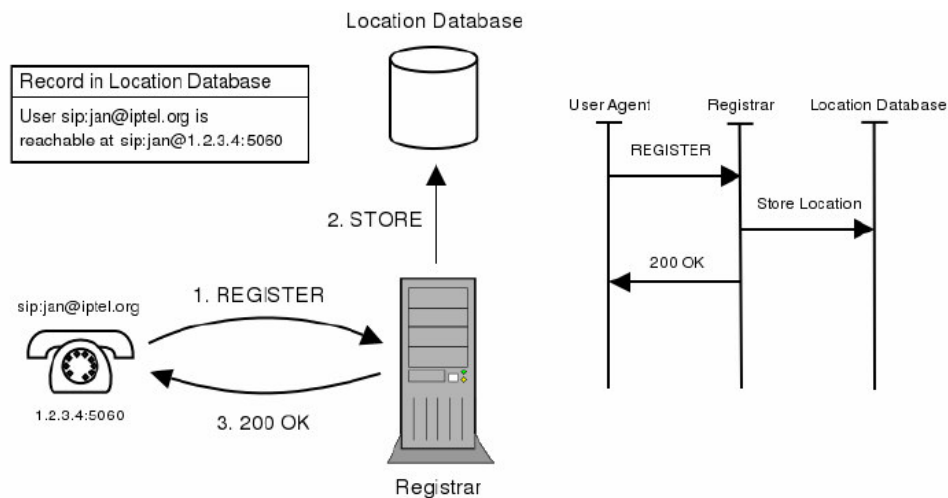 Location Database
Record in Location Database
User sip:jan@iptel.org is
reachable at sip:jan@1.2.3.4:5060
2. STORE
sip:jan@iptel.org
1. REGISTER
1.2.3.4:5060
3. 200 OK
Registrar
User Agent Registrar Location Database
REGISTER
Store Location
200 OK